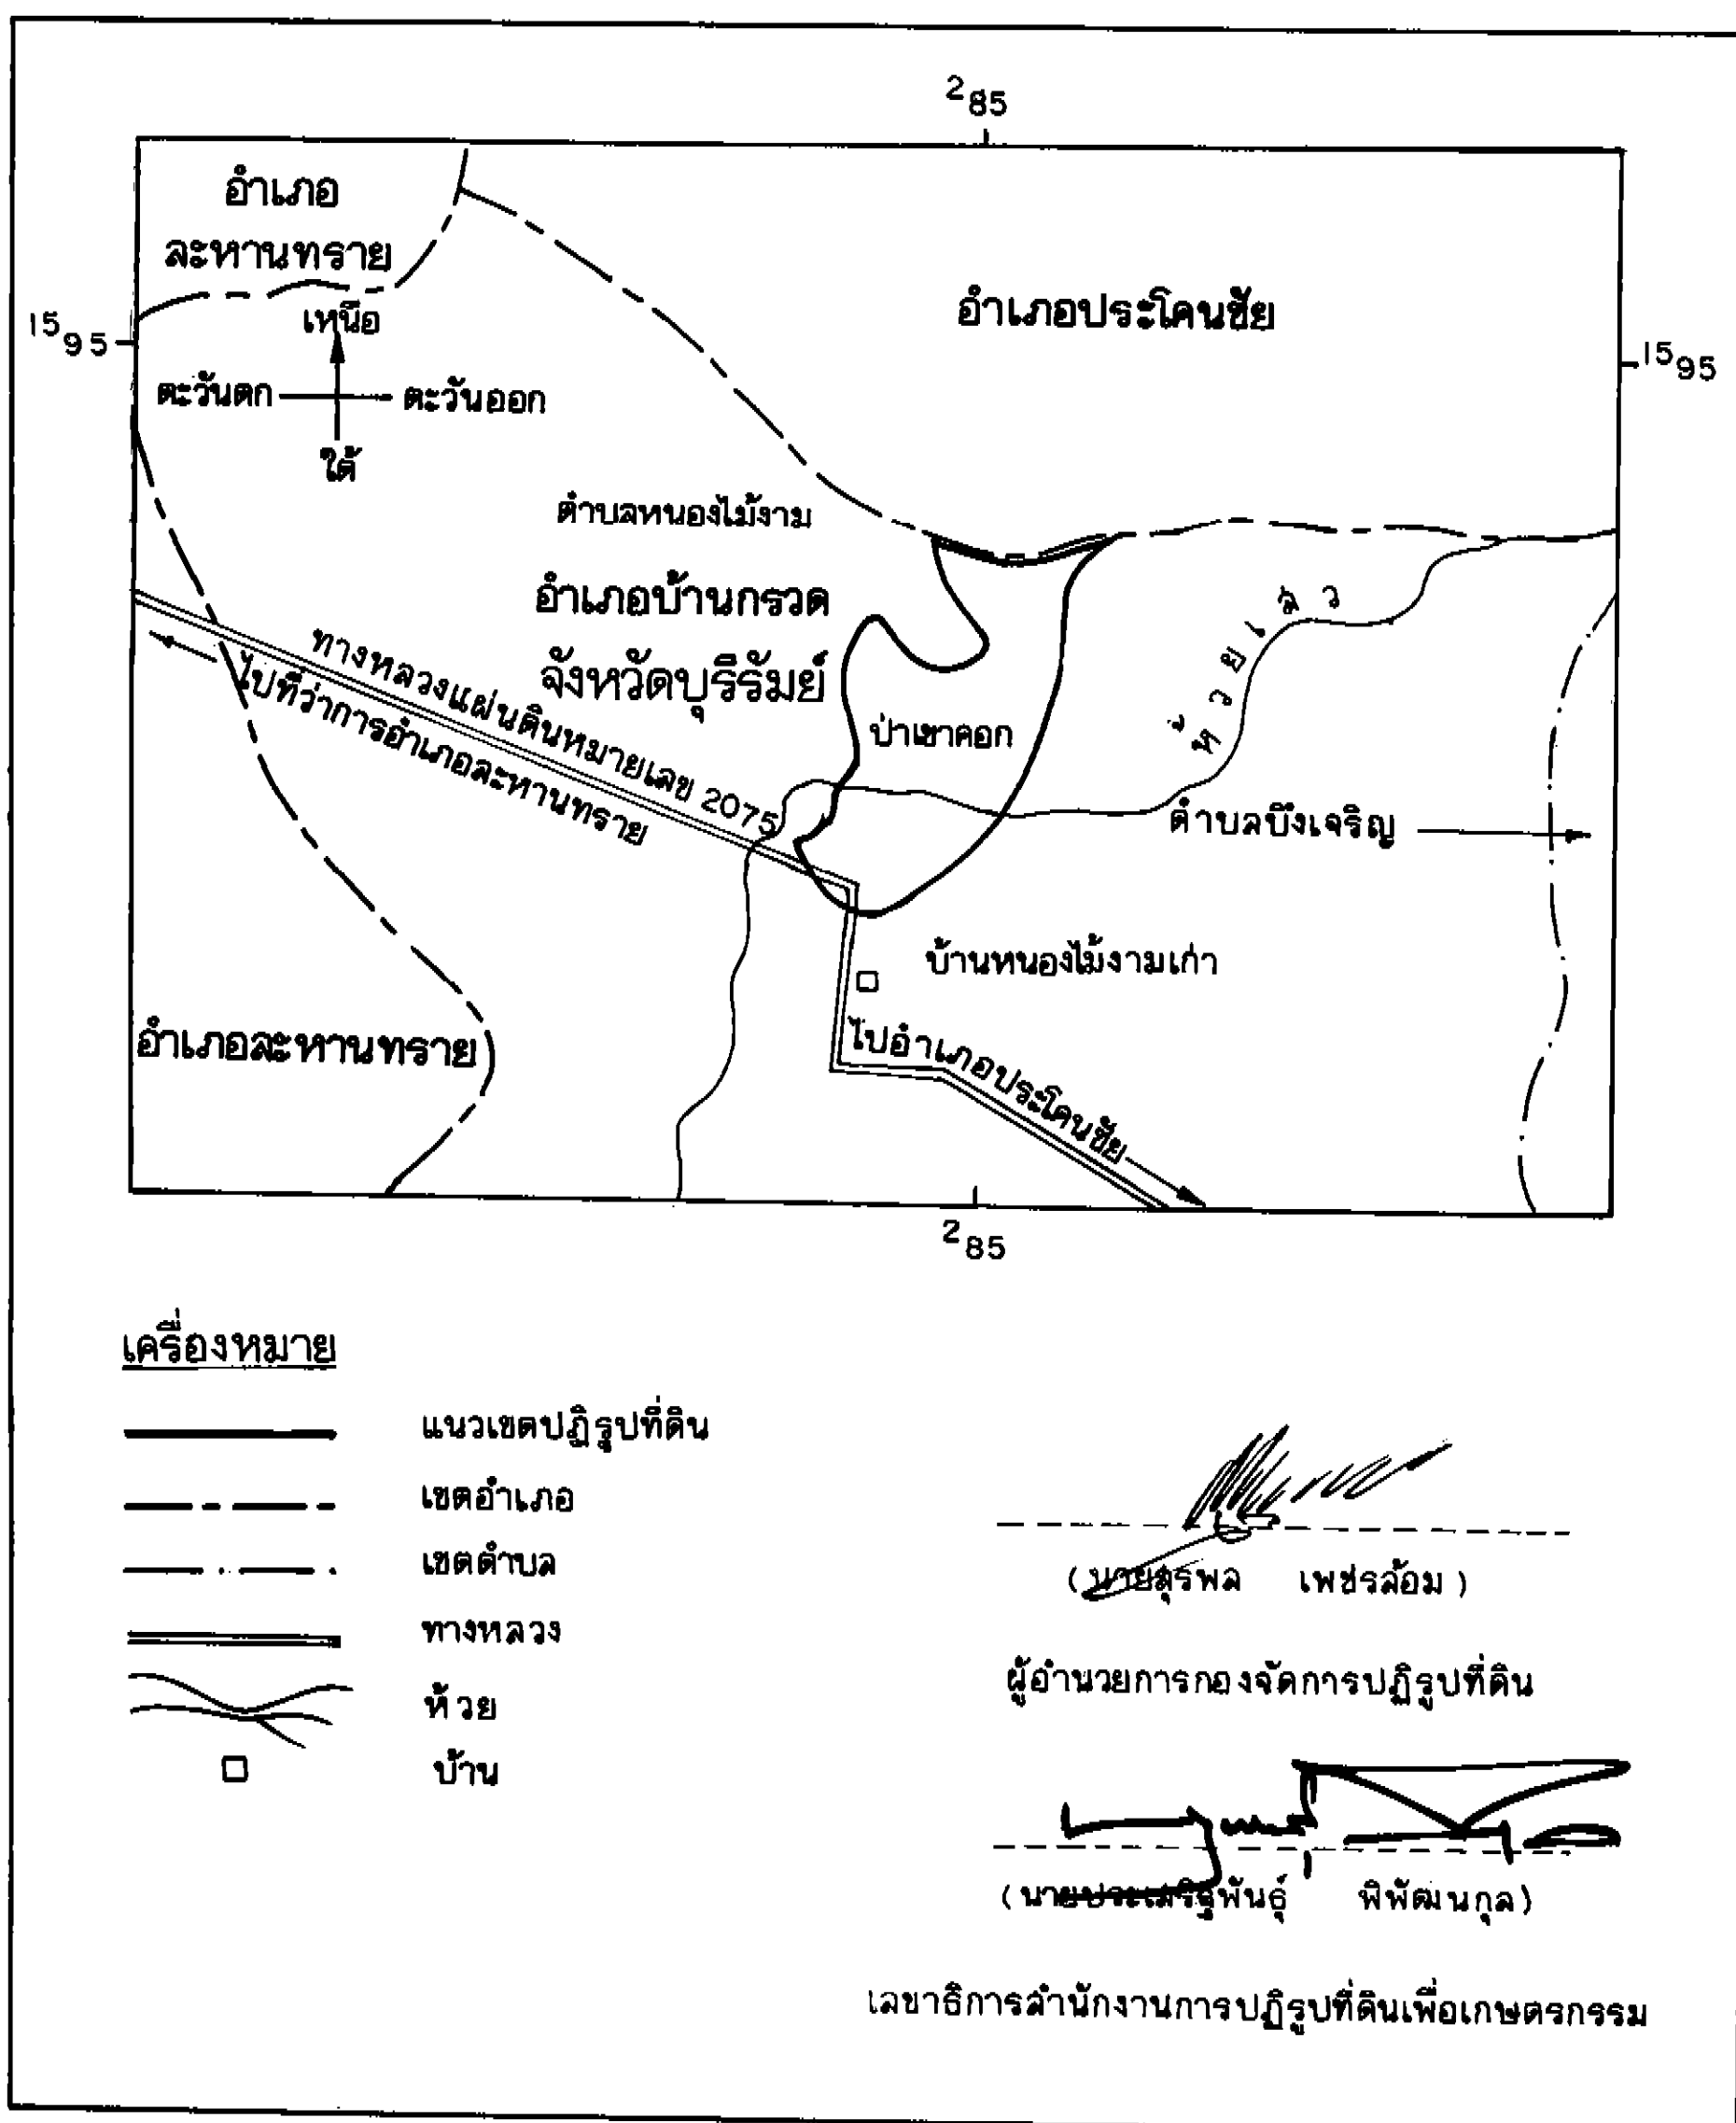 285
อำเภอ
ละหานทราย
อำเภอประโคนชัย
เหนือ
1595
1595
ตะวันตก
ตะวันออก
ใต้
ตำบลหนองไม้งาม
อำเภอบ้านกรวด
จังหวัดบุรีรัมย์
ห้วยเสว
ทางหลวงแผ่นดินหมายเลข 2075
ไปที่ว่าการอำเภอละหานทราย
ป่าเขาคอก
ตำบลบึงเจริญ
บ้านหนองไม้งามเก่า
อำเภอละหานทราย
ไปอำเภอประโคนชัย
285
เครื่องหมาย
แนวเขตปฏิรูปที่ดิน
เขตอำเภอ
เขตตำบล
ทางหลวง
ห้วย
บ้าน
(นายสุรพล เพชรล้อม)
ผู้อำนวยการกองจัดการปฏิรูปที่ดิน
(นายประเสริฐพันธุ์ พิพัฒนกุล)
เลขาธิการสำนักงานการปฏิรูปที่ดินเพื่อเกษตรกรรม